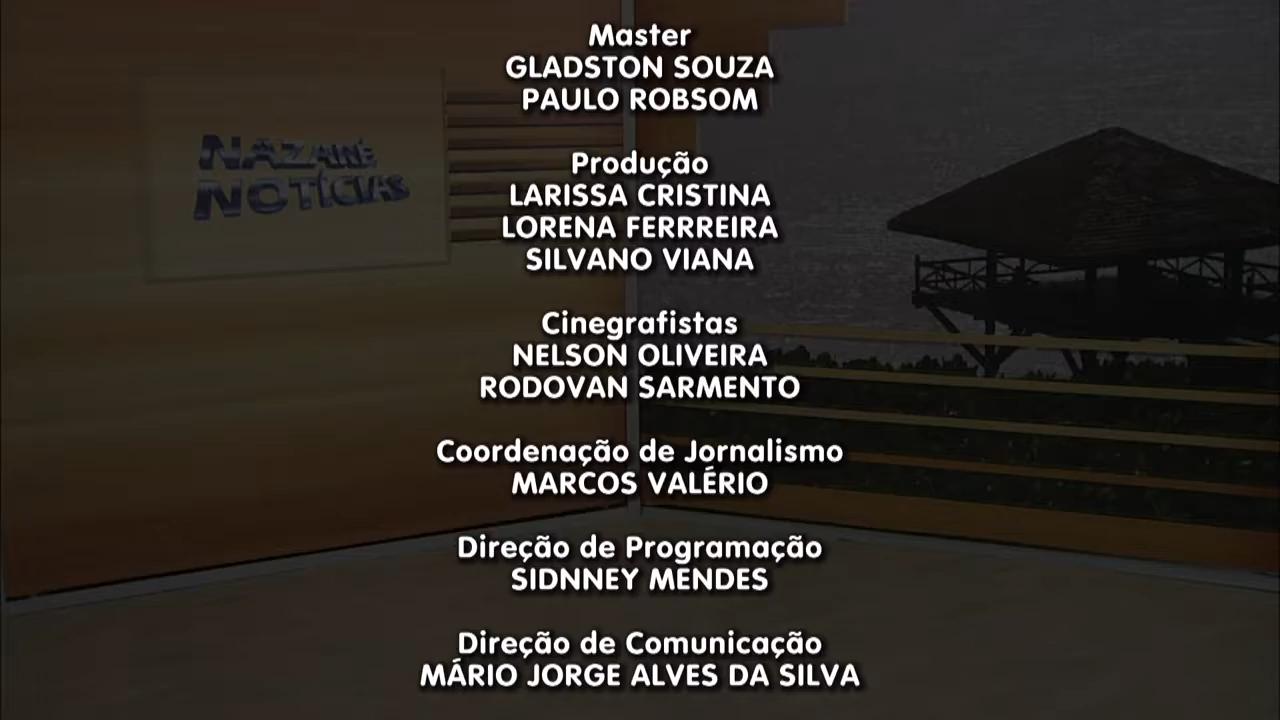 NAZARÉ
NOTÍCIAS
Master
GLADSTON SOUZA
PAULO ROBSOM
Produção
LARISSA CRISTINA
LORENA FERRREIRA
SILVANO VIANA
Cinegrafistas
NELSON OLIVEIRA
RODOVAN SARMENTO
Coordenação de Jornalismo
MARCOS VALÉRIO
Direção de Programação
SIDNNEY MENDES
Direção de Comunicação
MÁRIO JORGE ALVES DA SILVA